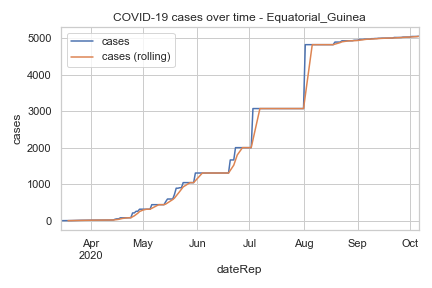 COVID-19 cases over time - Equatorial_Guinea
cases
cases (rolling)
5000
4000
3000
2000
1000
0
cases
Apr May Jun Jul Aug Sep Oct
2020
dateRep